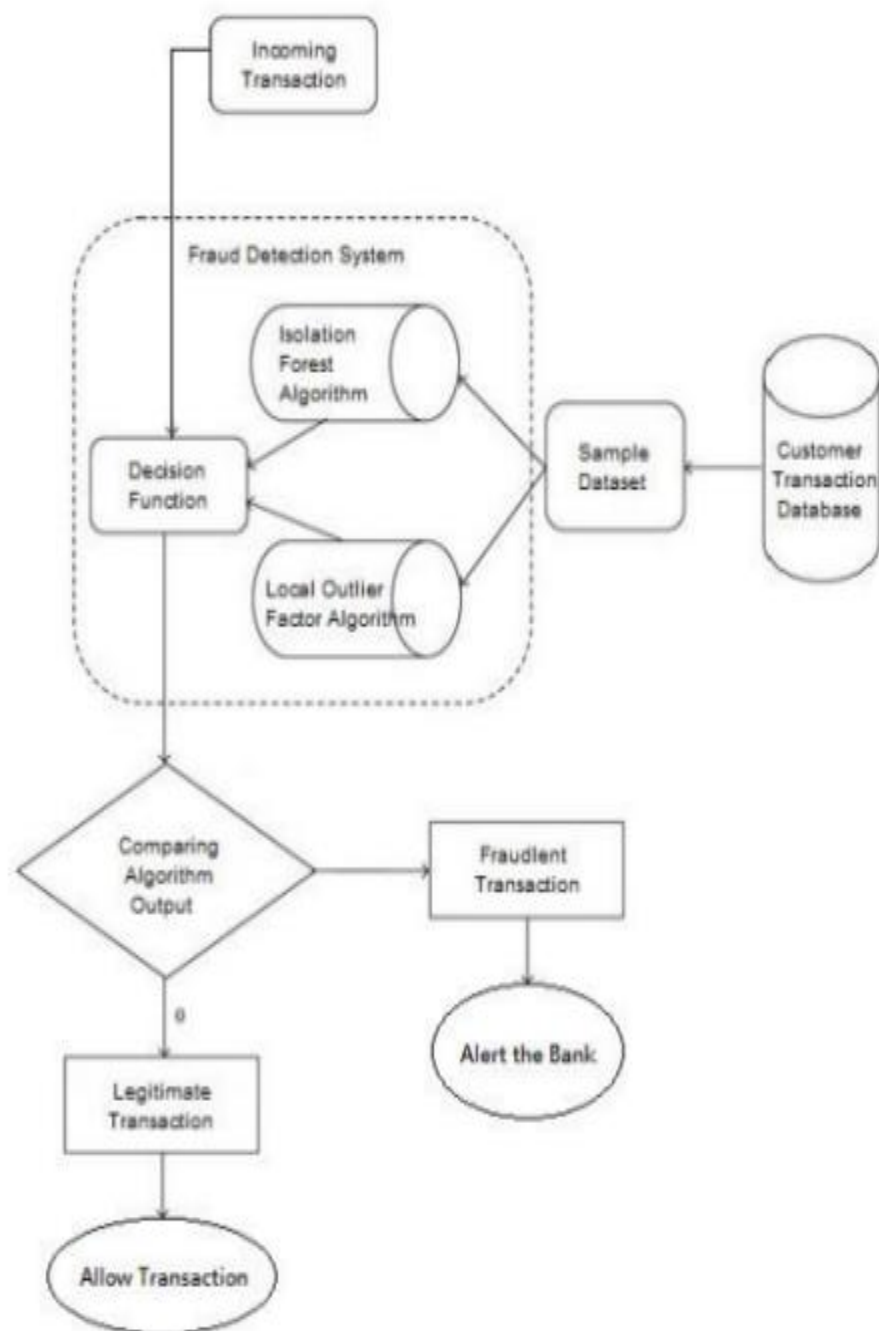 Incoming
Transaction
Fraud Detection System
Isolation
Forest
Algorithm
Decision
Function
Sample
Dataset
Customer
Transaction
Database
Local Outlier
Factor Algorithm
Comparing
Algorithm
Output
Fraudlent
Transaction
0
Alert the Bank
Legitimate
Transaction
Allow Transaction